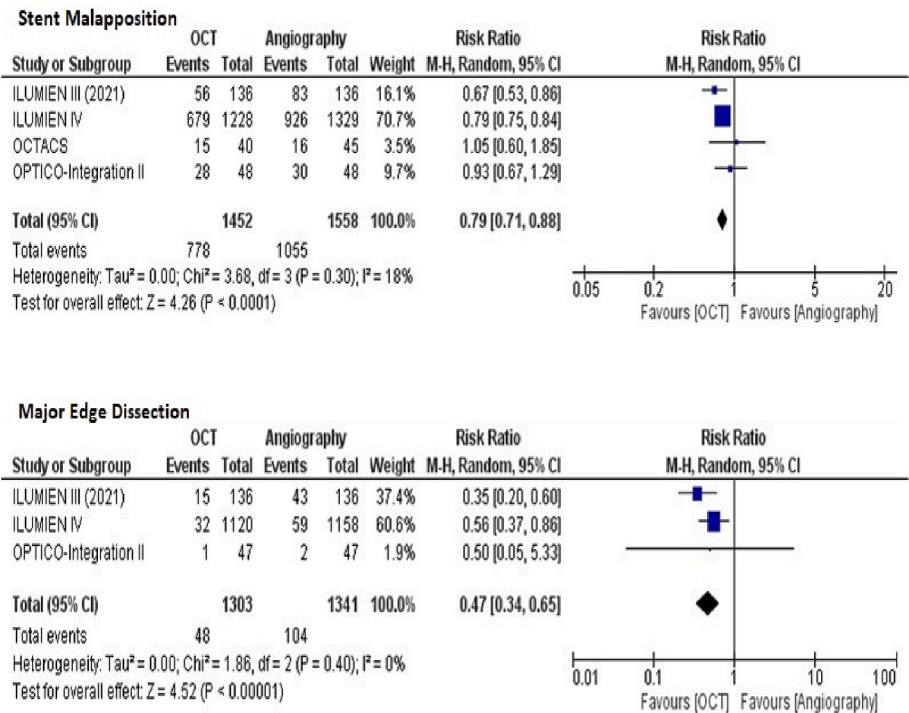 Stent Malapposition
OCT Angiography Risk Ratio Risk Ratio
Study or Subgroup Events Total Events Total Weight M-H, Random, 95% CI M-H, Random, 95% CI
ILUMIEN III (2021) 56 136 83 136 16.1% 0.67 [0.53, 0.86]
ILUMIEN IV 679 1228 926 1329 70.7% 0.79 [0.75, 0.84]
OCTACS 15 40 16 45 3.5% 1.05 [0.60, 1.85]
OPTICO-Integration II 28 48 30 48 9.7% 0.93 [0.67, 1.29]
Total (95% CI) 1452 1558 100.0% 0.79 [0.71, 0.88]
Total events 778 1055
Heterogeneity: Tau² = 0.00; Chi² = 3.68, df = 3 (P = 0.30); I² = 18%
Test for overall effect: Z = 4.26 (P < 0.0001)
0.05 0.2 1 5 20
Favours [OCT] Favours [Angiography]
Major Edge Dissection
OCT Angiography Risk Ratio Risk Ratio
Study or Subgroup Events Total Events Total Weight M-H, Random, 95% CI M-H, Random, 95% CI
ILUMIEN III (2021) 15 136 43 136 37.4% 0.35 [0.20, 0.60]
ILUMIEN IV 32 1120 59 1158 60.6% 0.56 [0.37, 0.86]
OPTICO-Integration II 1 47 2 47 1.9% 0.50 [0.05, 5.33]
Total (95% CI) 1303 1341 100.0% 0.47 [0.34, 0.65]
Total events 48 104
Heterogeneity: Tau² = 0.00; Chi² = 1.86, df = 2 (P = 0.40); I² = 0%
Test for overall effect: Z = 4.52 (P < 0.00001)
0.01 0.1 1 10 100
Favours [OCT] Favours [Angiography]